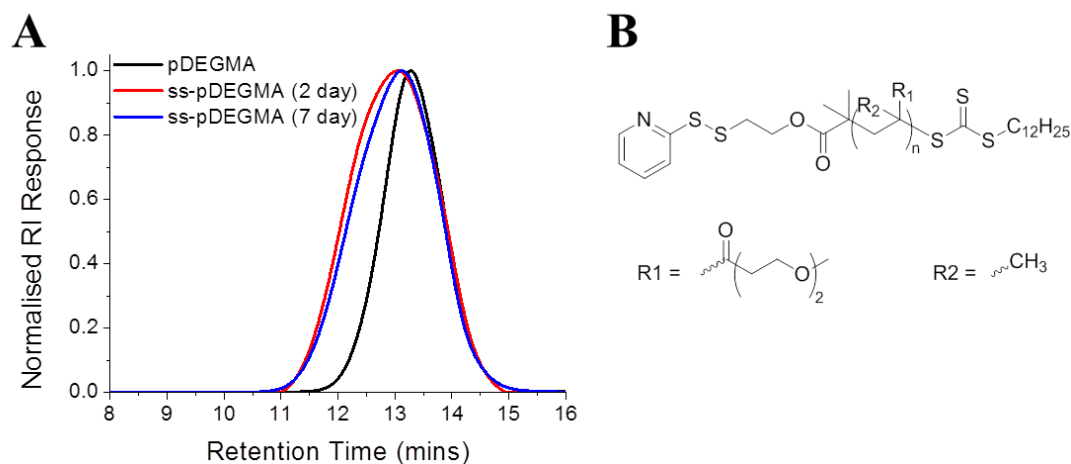 A
B
pDEGMA
ss-pDEGMA (2 day)
ss-pDEGMA (7 day)
Normalised RI Response
1.0
0.8
0.6
0.4
0.2
0.0
8 9 10 11 12 13 14 15 16
Retention Time (mins)
N S S O O R2 R1 n S S S C12H25
R1 = O O 2
R2 = CH3